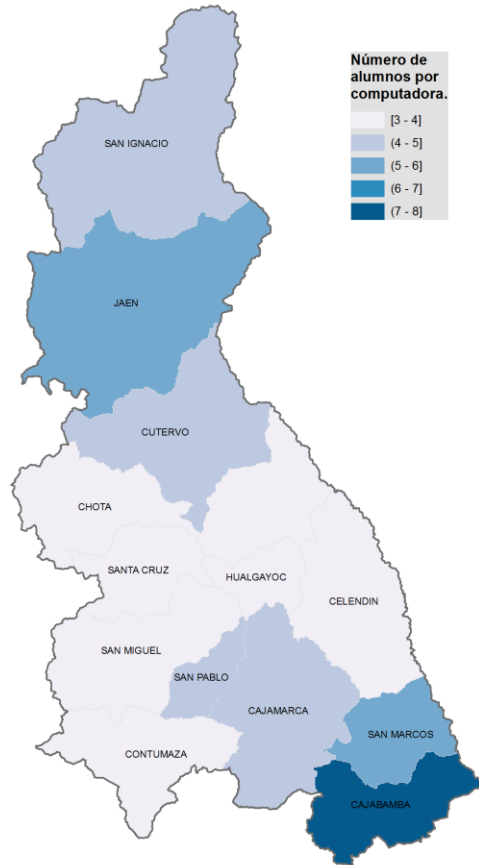 Número de
alumnos por
computadora.
[3 - 4]
(4 - 5]
(5 - 6]
(6 - 7]
(7 - 8]
SAN IGNACIO
JAEN
CUTERVO
CHOTA
SANTA CRUZ
HUALGAYOC
CELENDIN
SAN MIGUEL
SAN PABLO
CAJAMARCA
SAN MARCOS
CONTUMAZA
CAJABAMBA